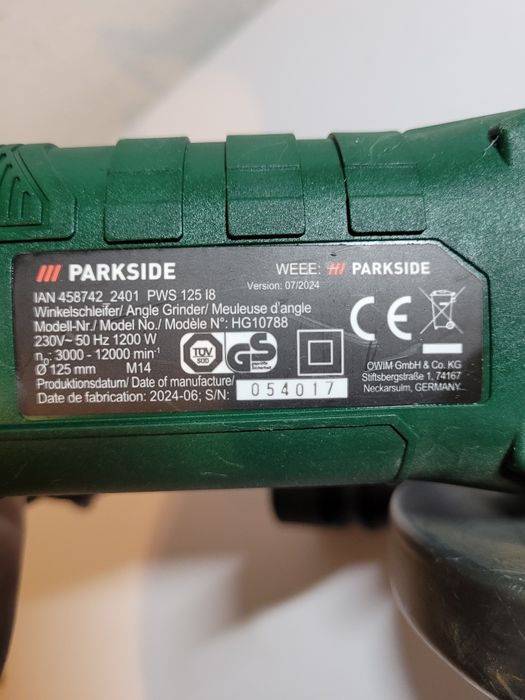 /// PARKSIDE
WEEE: /// PARKSIDE
Version: 07/2024
IAN 458742_2401 PWS 125 I8
Winkelschleifer/ Angle Grinder/ Meuleuse d'angle
Modell-Nr./ Model No./ Modèle N°: HG10788
230V~ 50 Hz 1200 W
n₀: 3000 - 12000 min⁻¹
Ø 125 mm M14
TÜV
SÜD
GS
CE
Produktionsdatum/ Date of manufacture/
Date de fabrication: 2024-06; S/N: 054017
OWIM GmbH & Co. KG
Stiftsbergstraße 1, 74167
Neckarsulm, GERMANY